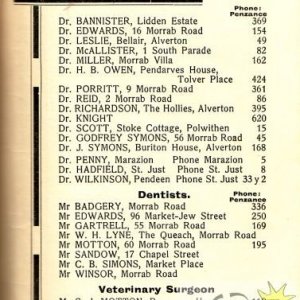 Phone:
Penzance
Dr. BANNISTER, Lidden Estate 369
Dr. EDWARDS, 16 Morrab Road 154
Dr. LESLIE, Bellair, Alverton 49
Dr. McALLISTER, 1 South Parade 82
Dr. MILLER, Morrab Villa 162
Dr. H. B. OWEN, Pendarves House,
Tolver Place 424
Dr. PORRITT, 9 Morrab Road 361
Dr. REID, 2 Morrab Road 86
Dr. RICHARDSON, The Hollies, Alverton 395
Dr. KNIGHT 620
Dr. SCOTT, Stoke Cottage, Polwithen 15
Dr. GODFREY SYMONS, 56 Morrab Road 45
Dr. J. SYMONS, Buriton House, Alverton 168
Dr. PENNY, Marazion Phone Marazion 5
Dr. HADFIELD, St. Just Phone St. Just 8
Dr. WILKINSON, Pendeen Phone St. Just 33 y 2
Dentists.
Phone:
Penzance
Mr BADGERY, Morrab Road 336
Mr EDWARDS, 96 Market-Jew Street 250
Mr GARTRELL, 55 Morrab Road 169
Mr W. H. LYNE, The Queach, Morrab Road
Mr MOTTON, 60 Morrab Road 195
Mr SANDOW, 17 Chapel Street
Mr C. B. SIMONS, Market Place
Mr WINSOR, Morrab Road
Veterinary Surgeon
MOTTON,